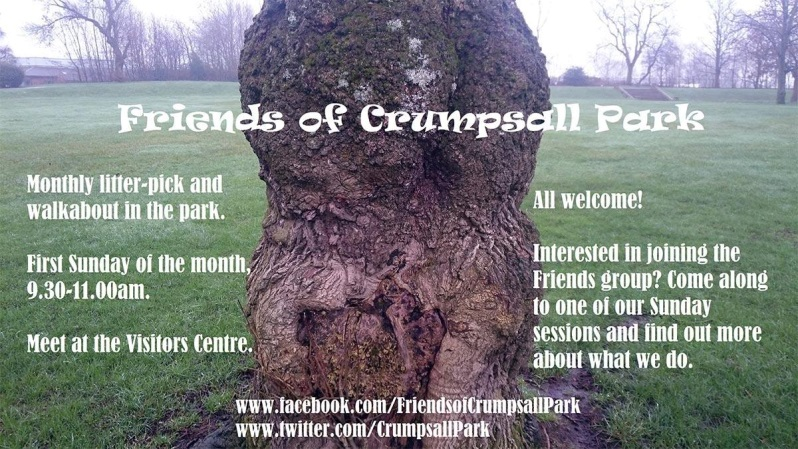 Friends of Crumpsall Park
Monthly litter-pick and
walkabout in the park.
First Sunday of the month,
9.30-11.00am.
Meet at the Visitors Centre.
All welcome!
Interested in joining the
Friends group? Come along
to one of our Sunday
sessions and find out more
about what we do.
www.facebook.com/FriendsofCrumpsallPark
www.twitter.com/CrumpsallPark